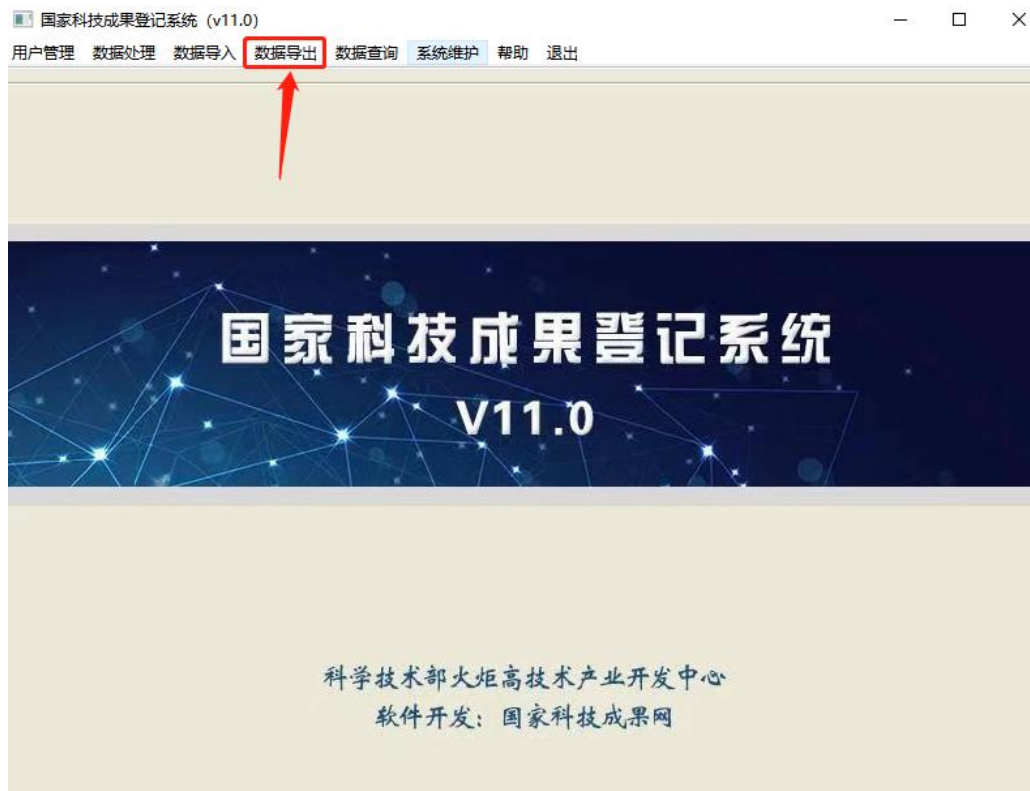 国家科技成果登记系统 (v11.0)
用户管理 数据处理 数据导入 数据导出 数据查询 系统维护 帮助 退出
国家科技成果登记系统
V11.0
科学技术部火炬高技术产业开发中心
软件开发：国家科技成果网